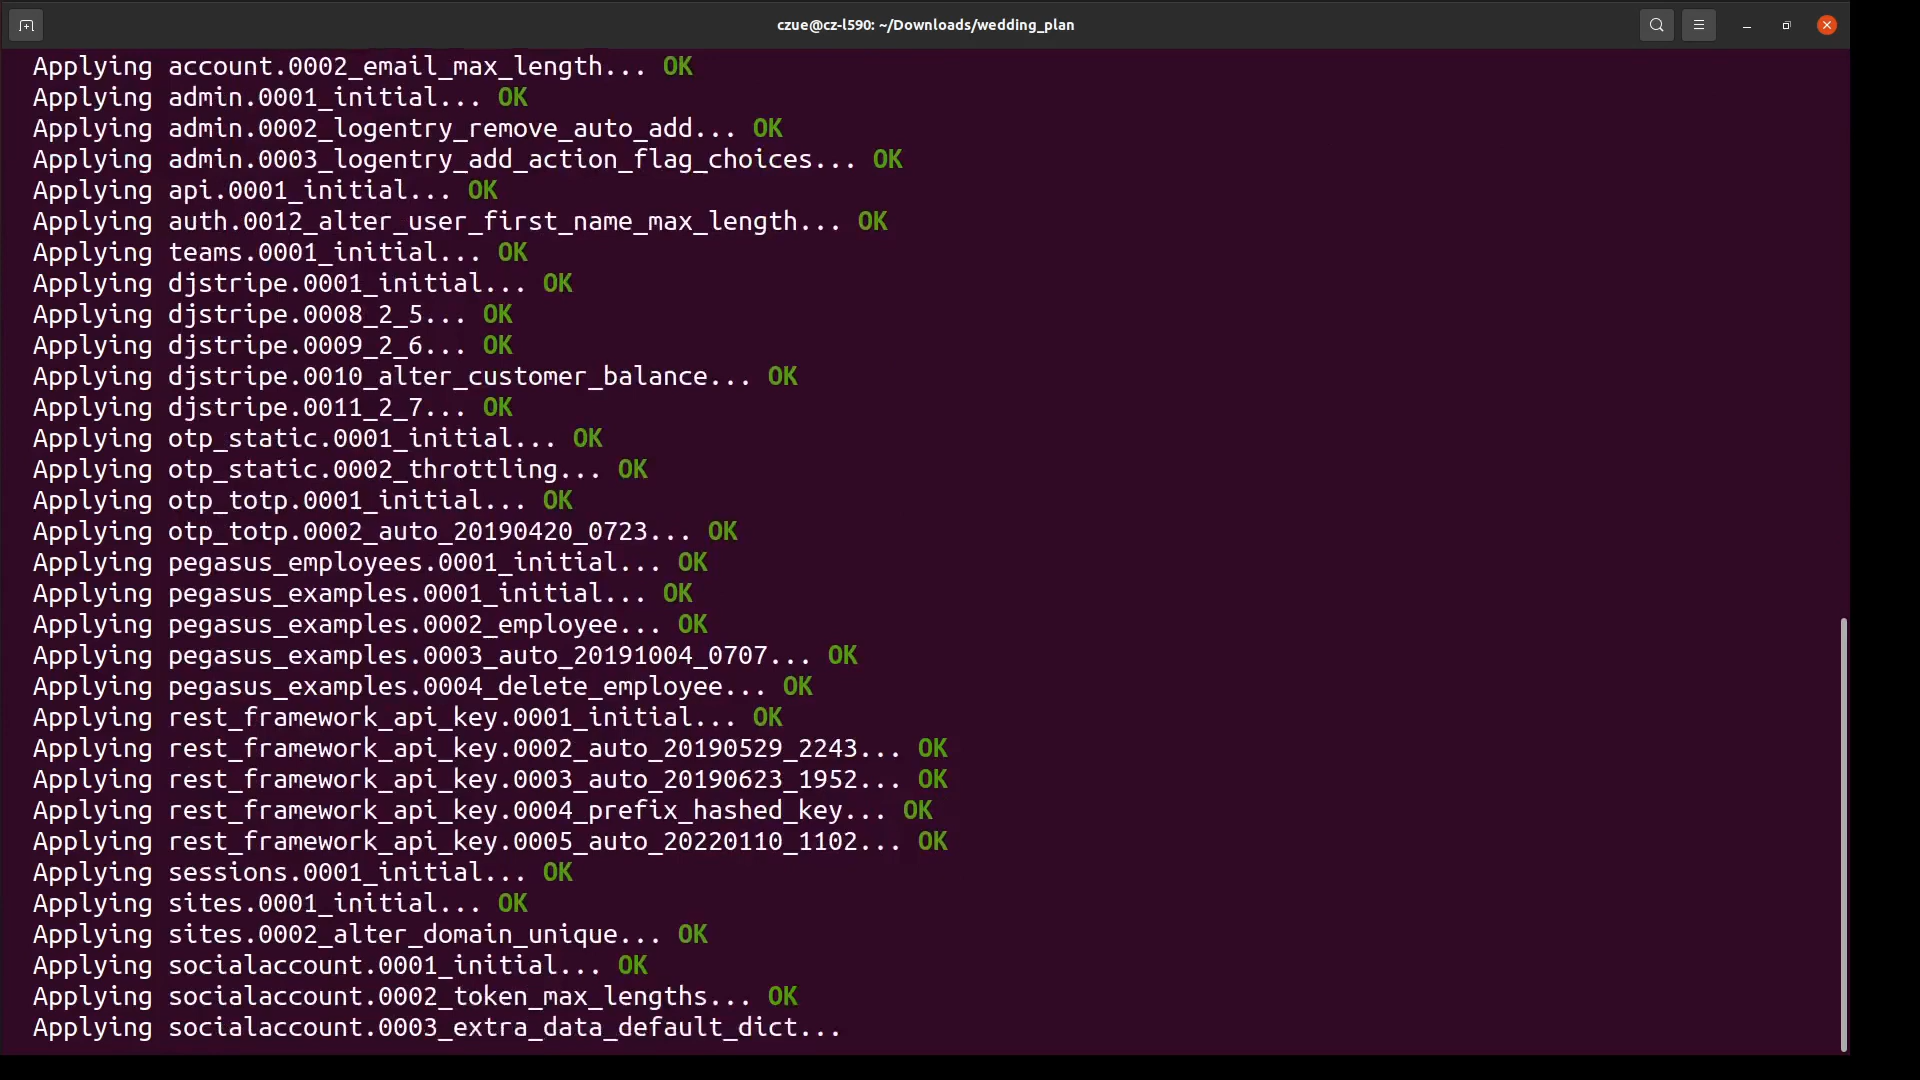 czue@cz-l590: ~/Downloads/wedding_plan
Applying account.0002_email_max_length... OK
Applying admin.0001_initial... OK
Applying admin.0002_logentry_remove_auto_add... OK
Applying admin.0003_logentry_add_action_flag_choices... OK
Applying api.0001_initial... OK
Applying auth.0012_alter_user_first_name_max_length... OK
Applying teams.0001_initial... OK
Applying djstripe.0001_initial... OK
Applying djstripe.0008_2_5... OK
Applying djstripe.0009_2_6... OK
Applying djstripe.0010_alter_customer_balance... OK
Applying djstripe.0011_2_7... OK
Applying otp_static.0001_initial... OK
Applying otp_static.0002_throttling... OK
Applying otp_totp.0001_initial... OK
Applying otp_totp.0002_auto_20190420_0723... OK
Applying pegasus_employees.0001_initial... OK
Applying pegasus_examples.0001_initial... OK
Applying pegasus_examples.0002_employee... OK
Applying pegasus_examples.0003_auto_20191004_0707... OK
Applying pegasus_examples.0004_delete_employee... OK
Applying rest_framework_api_key.0001_initial... OK
Applying rest_framework_api_key.0002_auto_20190529_2243... OK
Applying rest_framework_api_key.0003_auto_20190623_1952... OK
Applying rest_framework_api_key.0004_prefix_hashed_key... OK
Applying rest_framework_api_key.0005_auto_20220110_1102... OK
Applying sessions.0001_initial... OK
Applying sites.0001_initial... OK
Applying sites.0002_alter_domain_unique... OK
Applying socialaccount.0001_initial... OK
Applying socialaccount.0002_token_max_lengths... OK
Applying socialaccount.0003_extra_data_default_dict...